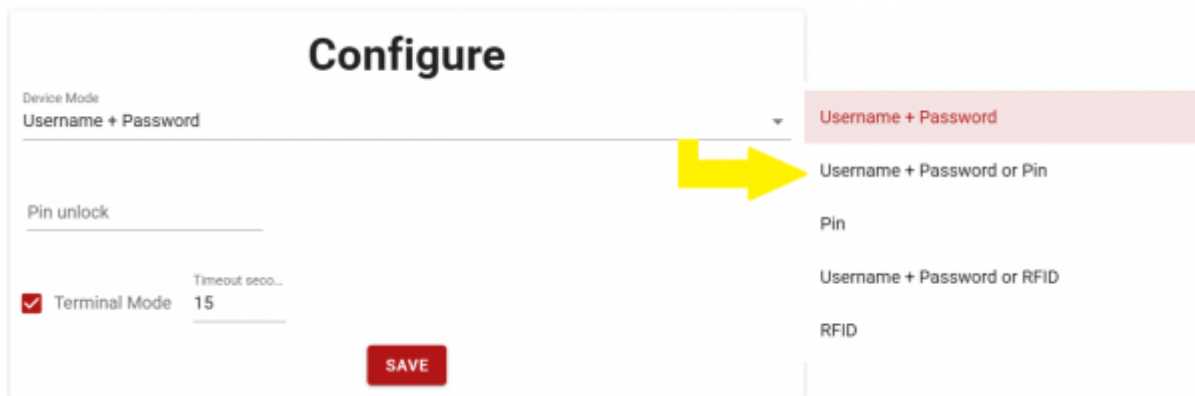 Configure
Device Mode
Username + Password
Pin unlock
Timeout seco...
Terminal Mode
15
SAVE
Username + Password
Username + Password or Pin
Pin
Username + Password or RFID
RFID